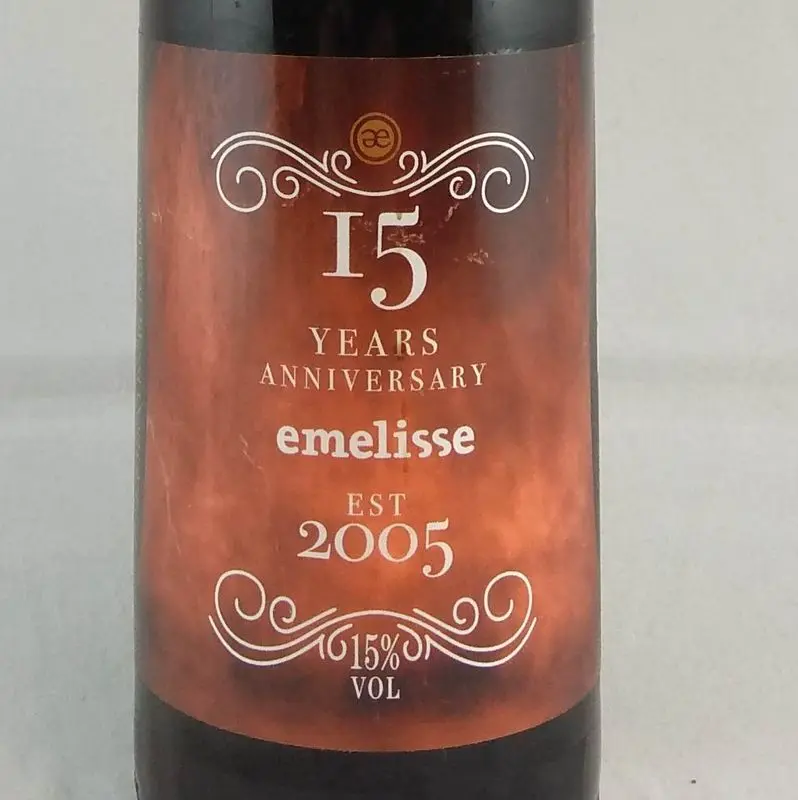 æ
15
YEARS
ANNIVERSARY
emelisse
EST
2005
15%
VOL